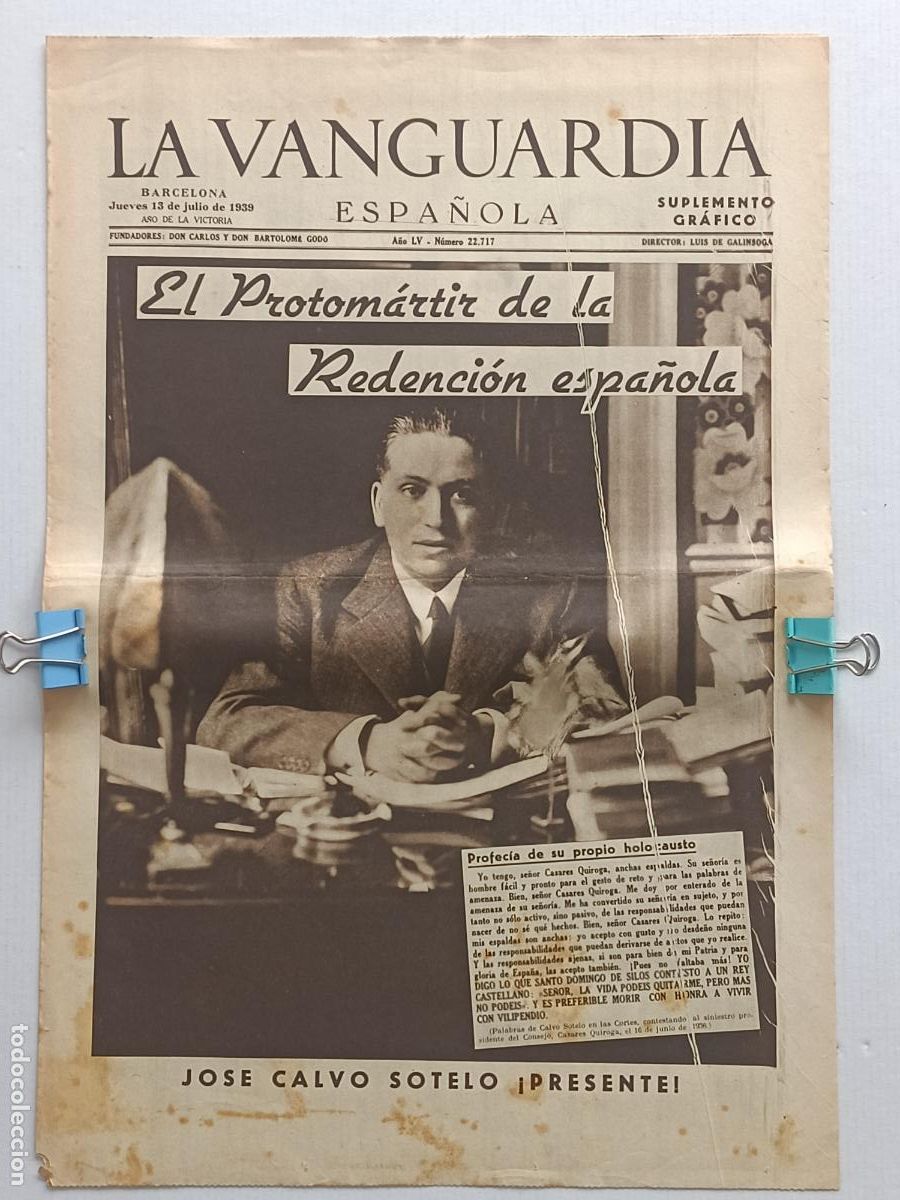 LA VANGUARDIA
BARCELONA
Jueves 13 de julio de 1939
AÑO DE LA VICTORIA
ESPAÑOLA
SUPLEMENTO
GRÁFICO
FUNDADORES: DON CARLOS Y DON BARTOLOMÉ GODÓ
Año LV - Número 22.717
DIRECTOR: LUIS DE GALINSOGA
El Protomártir de la
Redención española
Profecía de su propio holocausto
Yo tengo, señor Casares Quiroga, anchas espaldas. Su señoría es
hombre fácil y pronto para el gesto de reto y para las palabras de
amenaza. Bien, señor Casares Quiroga. Me doy por enterado de la
amenaza de su señoría. Me ha convertido su señoría en sujeto, y por
tanto no sólo activo, sino pasivo, de las responsabilidades que puedan
nacer de no sé qué hechos. Bien, señor Casares Quiroga. Lo repito:
mis espaldas son anchas: yo acepto con gusto y no desdeño ninguna
de las responsabilidades que puedan derivarse de actos que yo realice.
Y las responsabilidades ajenas, si son para bien de mi Patria y para
gloria de España, las acepto también. ¡Pues no faltaba más! YO
DIGO LO QUE SANTO DOMINGO DE SILOS CONTESTO A UN REY
CASTELLANO: «SEÑOR, LA VIDA PODEIS QUITARME, PERO MAS
NO PODEIS». Y ES PREFERIBLE MORIR CON HONRA A VIVIR
CON VILIPENDIO.
(Palabras de Calvo Sotelo en las Cortes, contestando al siniestro pre-
sidente del Consejo, Casares Quiroga, el 16 de junio de 1936.)
JOSE CALVO SOTELO ¡PRESENTE!
todocoleccion